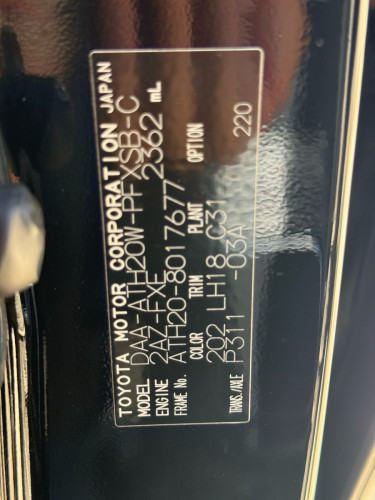 TOYOTA MOTOR CORPORATION JAPAN
MODEL DAA-ATH20W-PFXSB-C
ENGINE 2AZ-FXE 2362 mL
FRAME No. ATH20-8017677
COLOR TRIM PLANT OPTION
202 LH18 C31
TRANS./AXLE P311 -03A 220